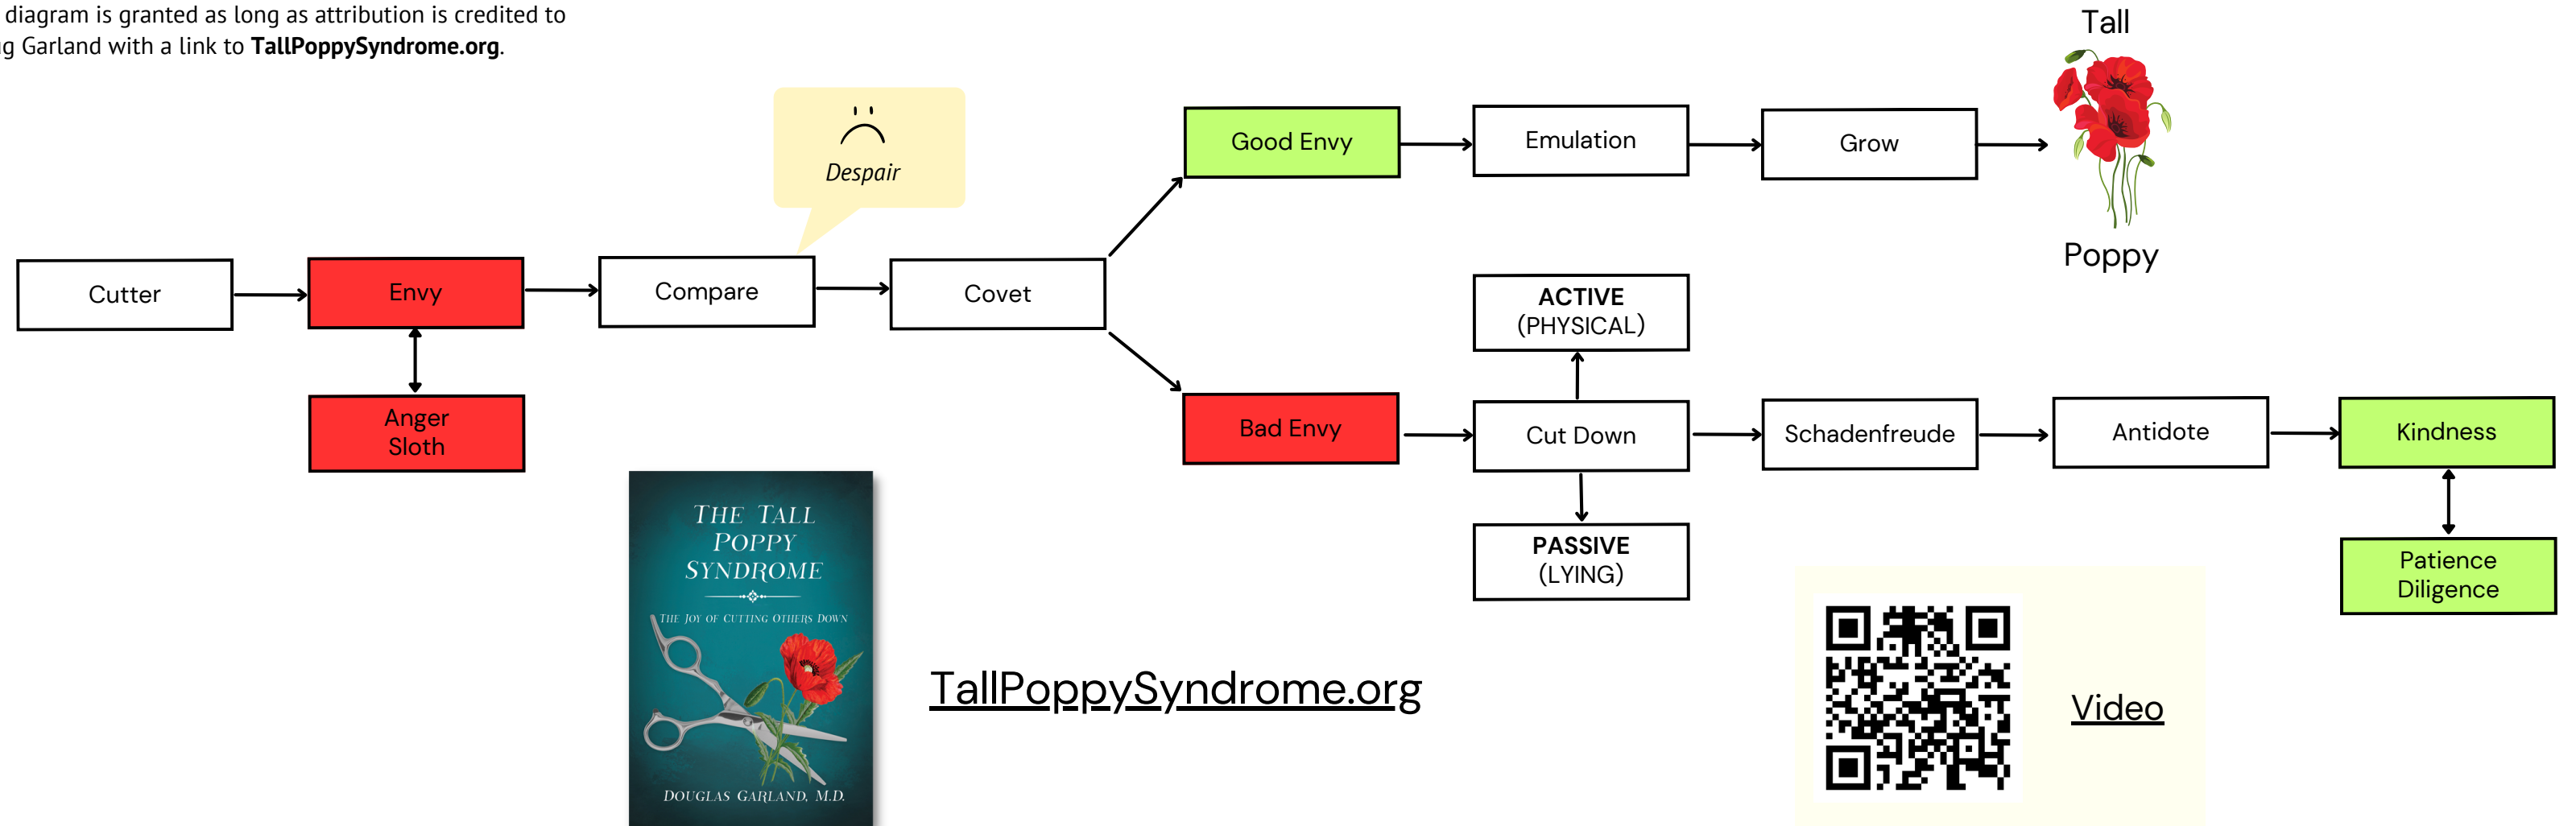 diagram is granted as long as attribution is credited to
Garland with a link to TallPoppySyndrome.org.
Tall
Poppy
Despair
Good Envy
Emulation
Grow
Cutter
Envy
Compare
Covet
Anger
Sloth
ACTIVE
(PHYSICAL)
Bad Envy
Cut Down
Schadenfreude
Antidote
Kindness
PASSIVE
(LYING)
Patience
Diligence
THE TALL
POPPY
SYNDROME
THE JOY OF CUTTING OTHERS DOWN
DOUGLAS GARLAND, M.D.
TallPoppySyndrome.org
Video